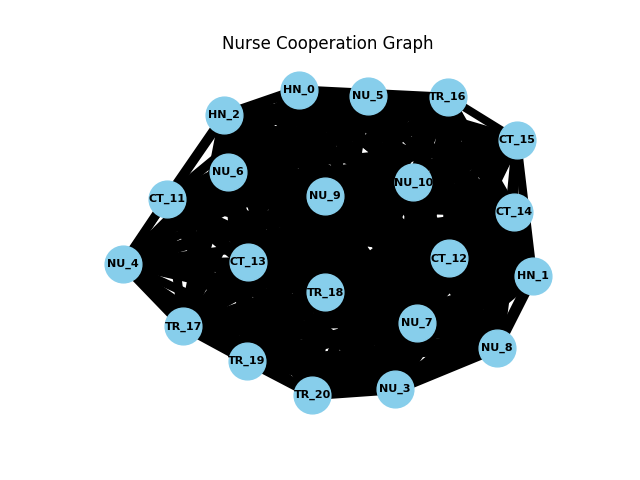 Nurse Cooperation Graph
HN_0
NU_5
TR_16
HN_2
CT_15
NU_6
NU_10
CT_11
NU_9
CT_14
NU_4
CT_13
CT_12
HN_1
TR_18
TR_17
NU_7
NU_8
TR_19
NU_3
TR_20